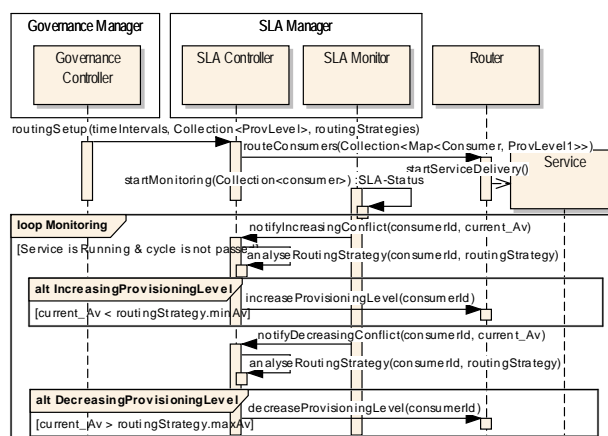 Governance Manager
SLA Manager
Governance
Controller
SLA Controller
SLA Monitor
Router
routingSetup(timeIntervals, Collection<ProvLevel>, routingStrategies)
routeConsumers(Collection<Map<Consumer, ProvLevel1>>)
startServiceDelivery()
Service
startMonitoring(Collection<consumer>) :SLA-Status
loop Monitoring
notifyIncreasingConflict(consumerId, current_Av)
[Service is Running & cycle is not passed]
analyseRoutingStrategy(consumerId, routingStrategy)
alt IncreasingProvisioningLevel
increaseProvisioningLevel(consumerId)
[current_Av < routingStrategy.minAv]
notifyDecreasingConflict(consumerId, current_Av)
analyseRoutingStrategy(consumerId, routingStrategy)
alt DecreasingProvisioningLevel
decreaseProvisioningLevel(consumerId)
[current_Av > routingStrategy.maxAv]